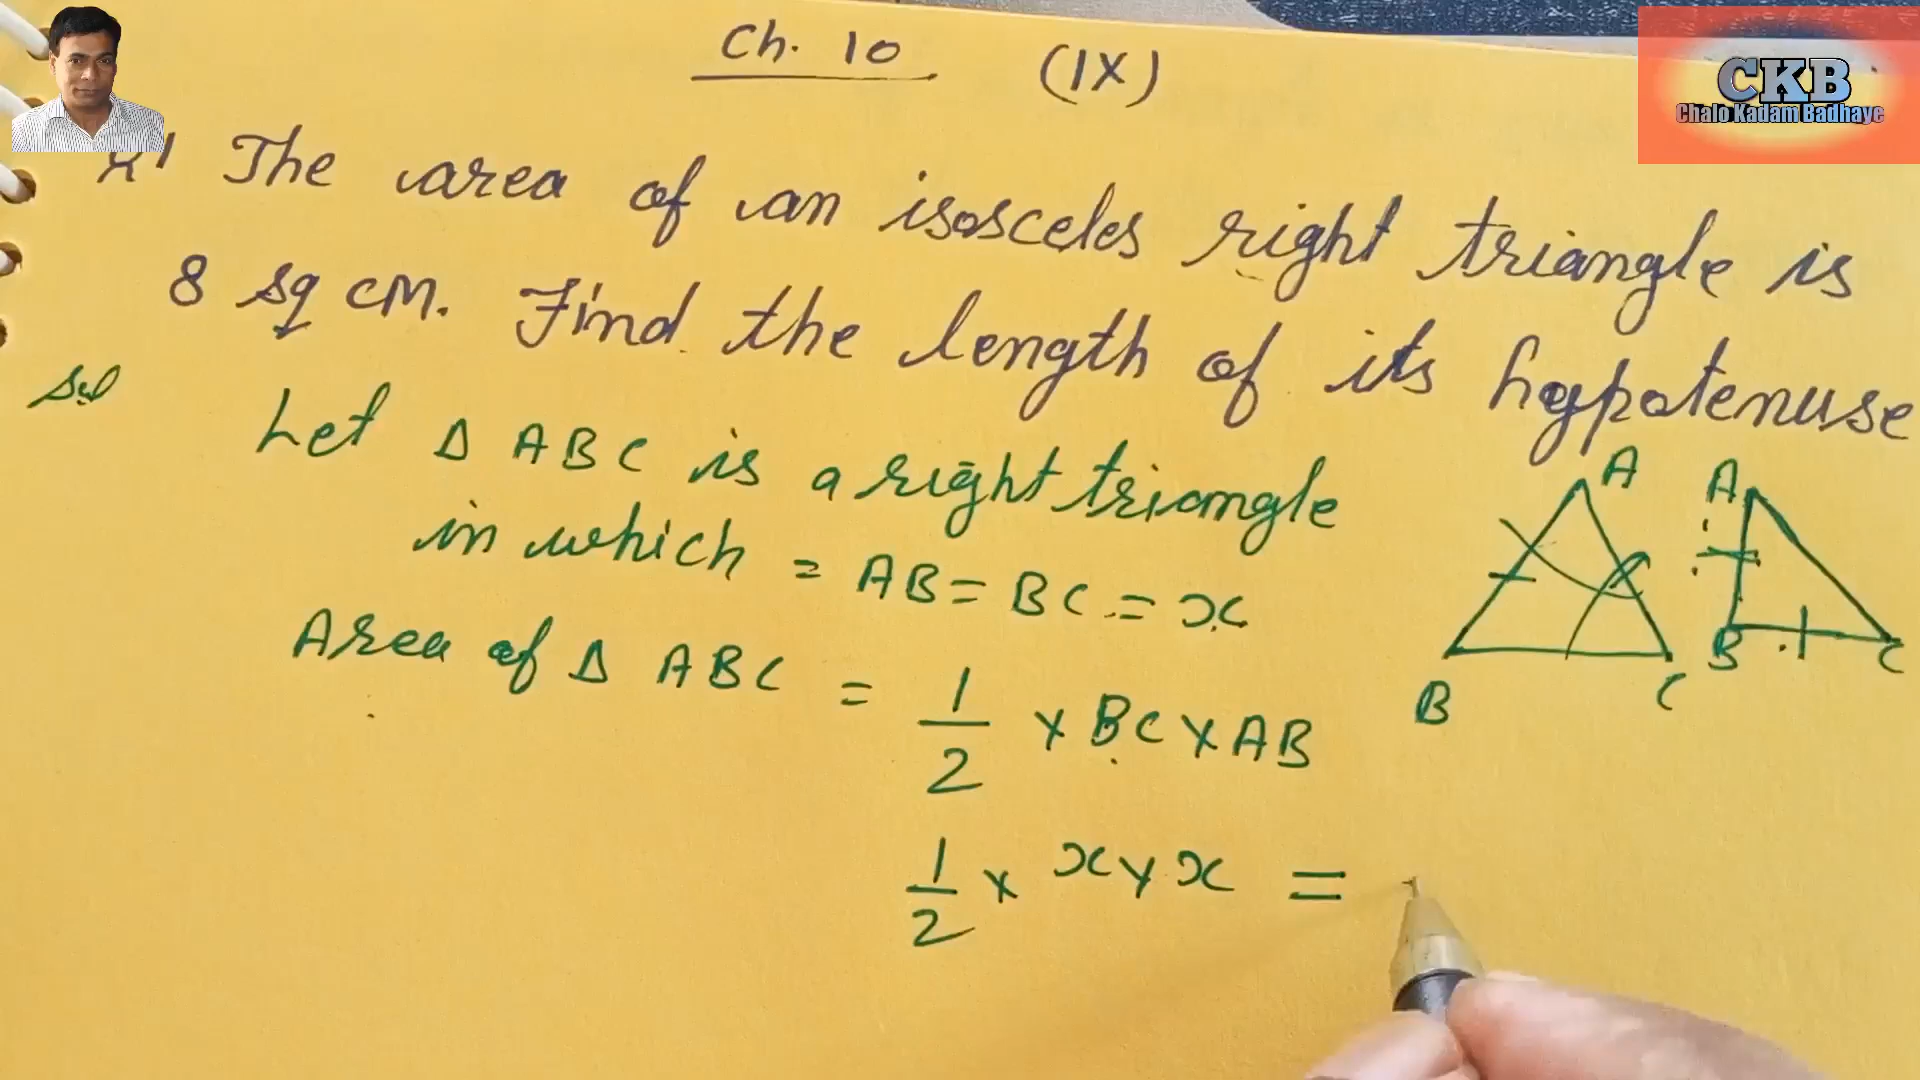 Ch. 10 (IX)
CKB
Chalo Kadam Badhaye
The area of an isosceles right triangle is
8 sq cm. Find the length of its hypotenuse
Sol
Let Δ ABC is a right triangle
in which = AB = BC = x
Area of Δ ABC = 1/2 × BC × AB
1/2 × x × x =
A
B
C
A
B
C